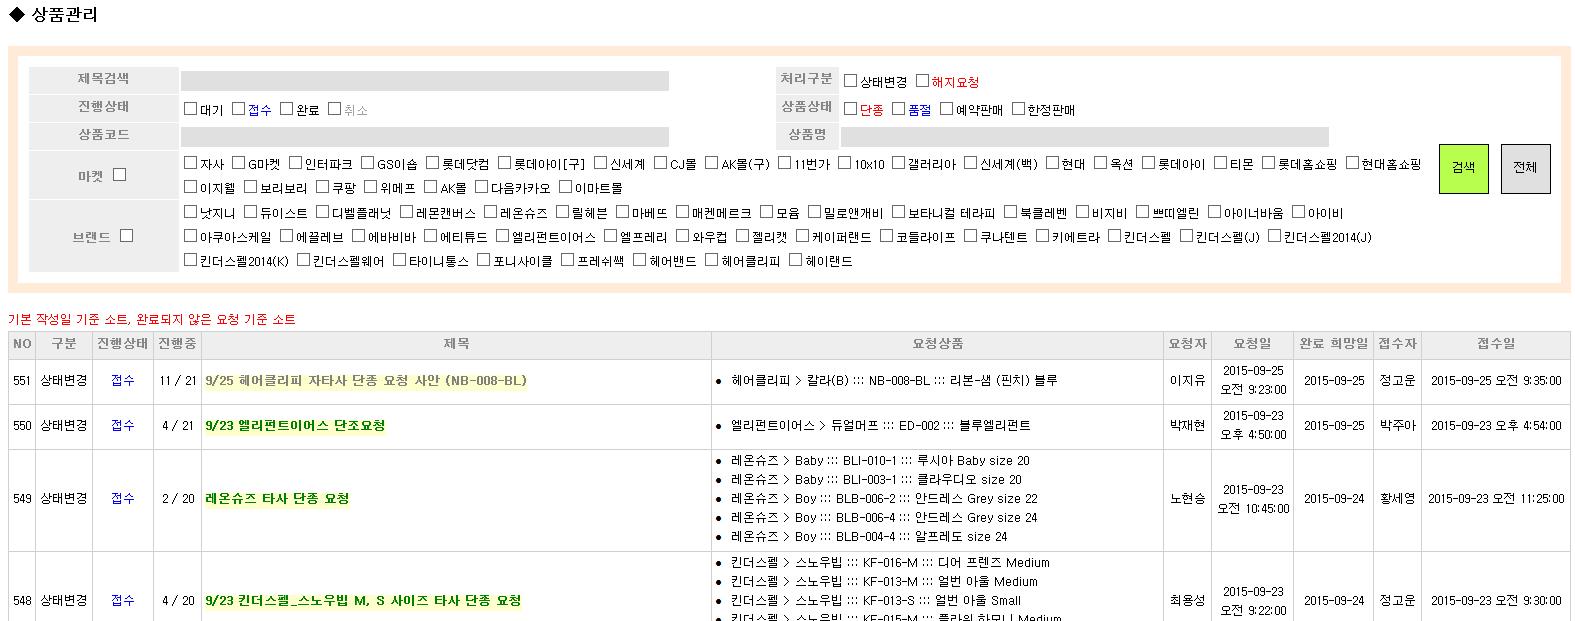 ◆ 상품관리
제목검색 처리구분 상태변경 해지요청
진행상태 대기 접수 완료 취소 상품상태 단종 품절 예약판매 한정판매
상품코드 상품명
자사 G마켓 인터파크 GS이숍 롯데닷컴 롯데아이[구] 신세계 CJ몰 AK몰(구) 11번가 10x10 갤러리아 신세계(백) 현대 옥션 롯데아이 티몬 롯데홈쇼핑 현대홈쇼핑
마켓 검색 전체
이지웰 보리보리 쿠팡 위메프 AK몰 다음카카오 이마트몰
낫지니 듀이스트 디벨플래닛 레몬캔버스 레온슈즈 릴헤븐 마베뜨 매켄메르크 모윰 밀로앤개비 보타니컬 테라피 북클레벤 비지비 쁘띠엘린 아이너바움 아이비
브랜드 아쿠아스케일 에끌레브 에바비바 에티튜드 엘리펀트이어스 엘프레리 와우컵 젤리캣 케이퍼랜드 코들라이프 쿠나텐트 키에트라 킨더스펠 킨더스펠(J) 킨더스펠2014(J)
킨더스펠2014(K) 킨더스펠웨어 타이니통스 포니사이클 프레쉬쌕 헤어밴드 헤어클리피 헤이랜드
기본 작성일 기준 소트, 완료되지 않은 요청 기준 소트
NO 구분 진행상태 진행중 제목 요청상품 요청자 요청일 완료 희망일 접수자 접수일
551 상태변경 접수 11 / 21 9/25 헤어클리피 자타사 단종 요청 사안 (NB-008-BL) ● 헤어클리피 > 칼라(B) ::: NB-008-BL ::: 리본-샘 (핀치) 블루 이지유 2015-09-25 오전 9:23:00 2015-09-25 정고운 2015-09-25 오전 9:35:00
550 상태변경 접수 4 / 21 9/23 엘리펀트이어스 단조요청 ● 엘리펀트이어스 > 듀얼머프 ::: ED-002 ::: 블루엘리펀트 박재현 2015-09-23 오후 4:50:00 2015-09-25 박주아 2015-09-23 오후 4:54:00
549 상태변경 접수 2 / 20 레온슈즈 타사 단종 요청
● 레온슈즈 > Baby ::: BLI-010-1 ::: 루시아 Baby size 20
● 레온슈즈 > Baby ::: BLI-003-1 ::: 클라우디오 size 20
● 레온슈즈 > Boy ::: BLB-006-2 ::: 안드레스 Grey size 22
● 레온슈즈 > Boy ::: BLB-006-4 ::: 안드레스 Grey size 24
● 레온슈즈 > Boy ::: BLB-004-4 ::: 알프레도 size 24
노현승 2015-09-23 오전 10:45:00 2015-09-24 황세영 2015-09-23 오전 11:25:00
548 상태변경 접수 4 / 20 9/23 킨더스펠_스노우빕 M, S 사이즈 타사 단종 요청
● 킨더스펠 > 스노우빕 ::: KF-016-M ::: 디어 프렌즈 Medium
● 킨더스펠 > 스노우빕 ::: KF-013-M ::: 얼번 아울 Medium
● 킨더스펠 > 스노우빕 ::: KF-013-S ::: 얼번 아울 Small
● 킨더스펠 > 스노우빕 ::: KF-015-M ::: 플라워 하모니 Medium
최용성 2015-09-23 오전 9:22:00 2015-09-24 정고운 2015-09-23 오전 9:30:00